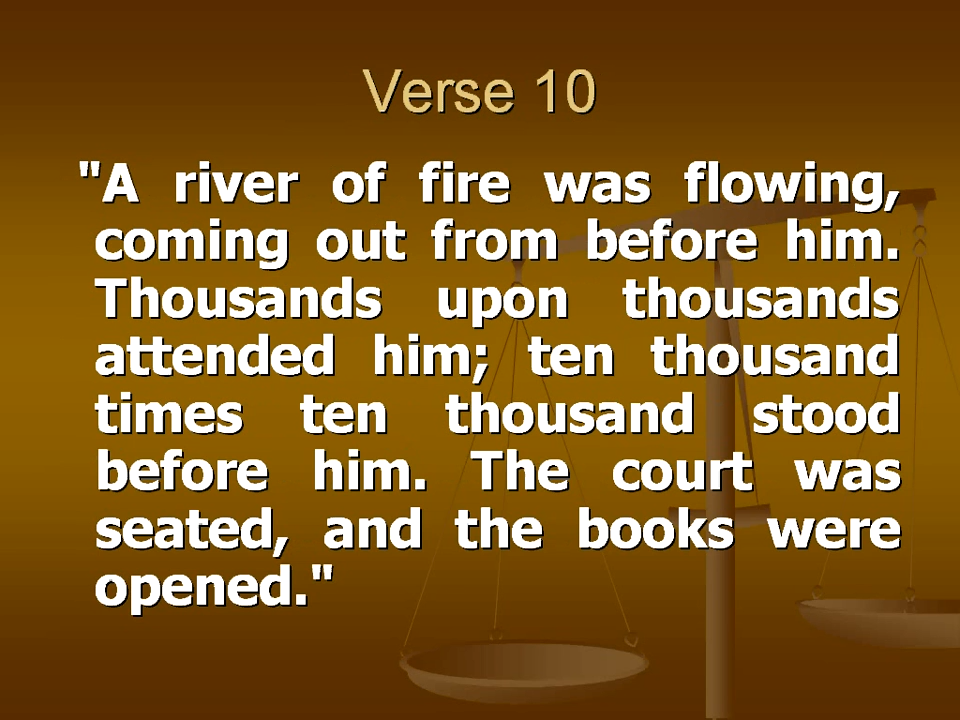 Verse 10
"A river of fire was flowing,
coming out from before him.
Thousands upon thousands
attended him; ten thousand
times ten thousand stood
before him. The court was
seated, and the books were
opened."